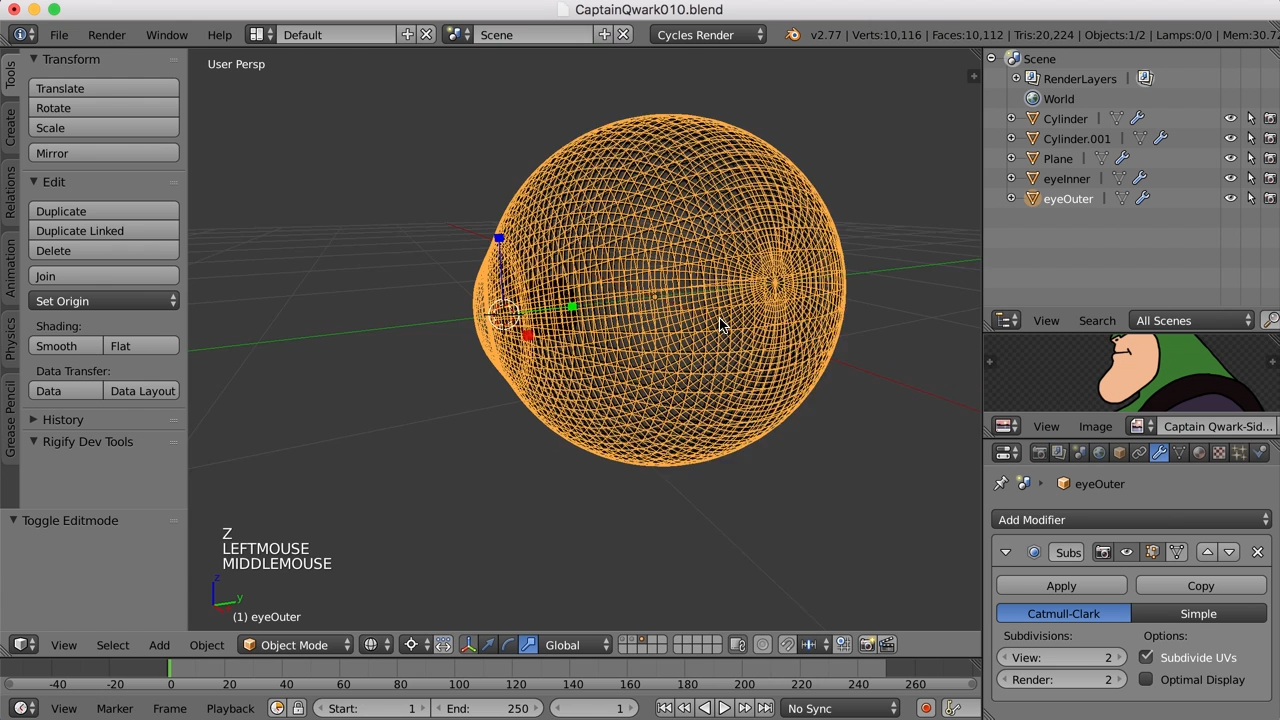 CaptainQwark010.blend
File Render Window Help Default Scene Cycles Render v2.77 | Verts:10,116 | Faces:10,112 | Tris:20,224 | Objects:1/2 | Lamps:0/0 | Mem:30.7
User Persp
Tools
Create
Relations
Animation
Physics
Grease Pencil
Transform
Translate
Rotate
Scale
Mirror
Edit
Duplicate
Duplicate Linked
Delete
Join
Set Origin
Shading:
Smooth Flat
Data Transfer:
Data Data Layout
History
Rigify Dev Tools
Toggle Editmode
Z
LEFTMOUSE
MIDDLEMOUSE
z
y
(1) eyeOuter
View Select Add Object Object Mode Global
-40 -20 0 20 40 60 80 100 120 140 160 180 200 220 240 260
View Marker Frame Playback Start: 1 End: 250 1 No Sync
Scene
RenderLayers
World
Cylinder
Cylinder.001
Plane
eyeInner
eyeOuter
View Search All Scenes
View Image Captain Qwark-Sid...
eyeOuter
Add Modifier
Subs
Apply Copy
Catmull-Clark Simple
Subdivisions: Options:
View: 2 Subdivide UVs
Render: 2 Optimal Display